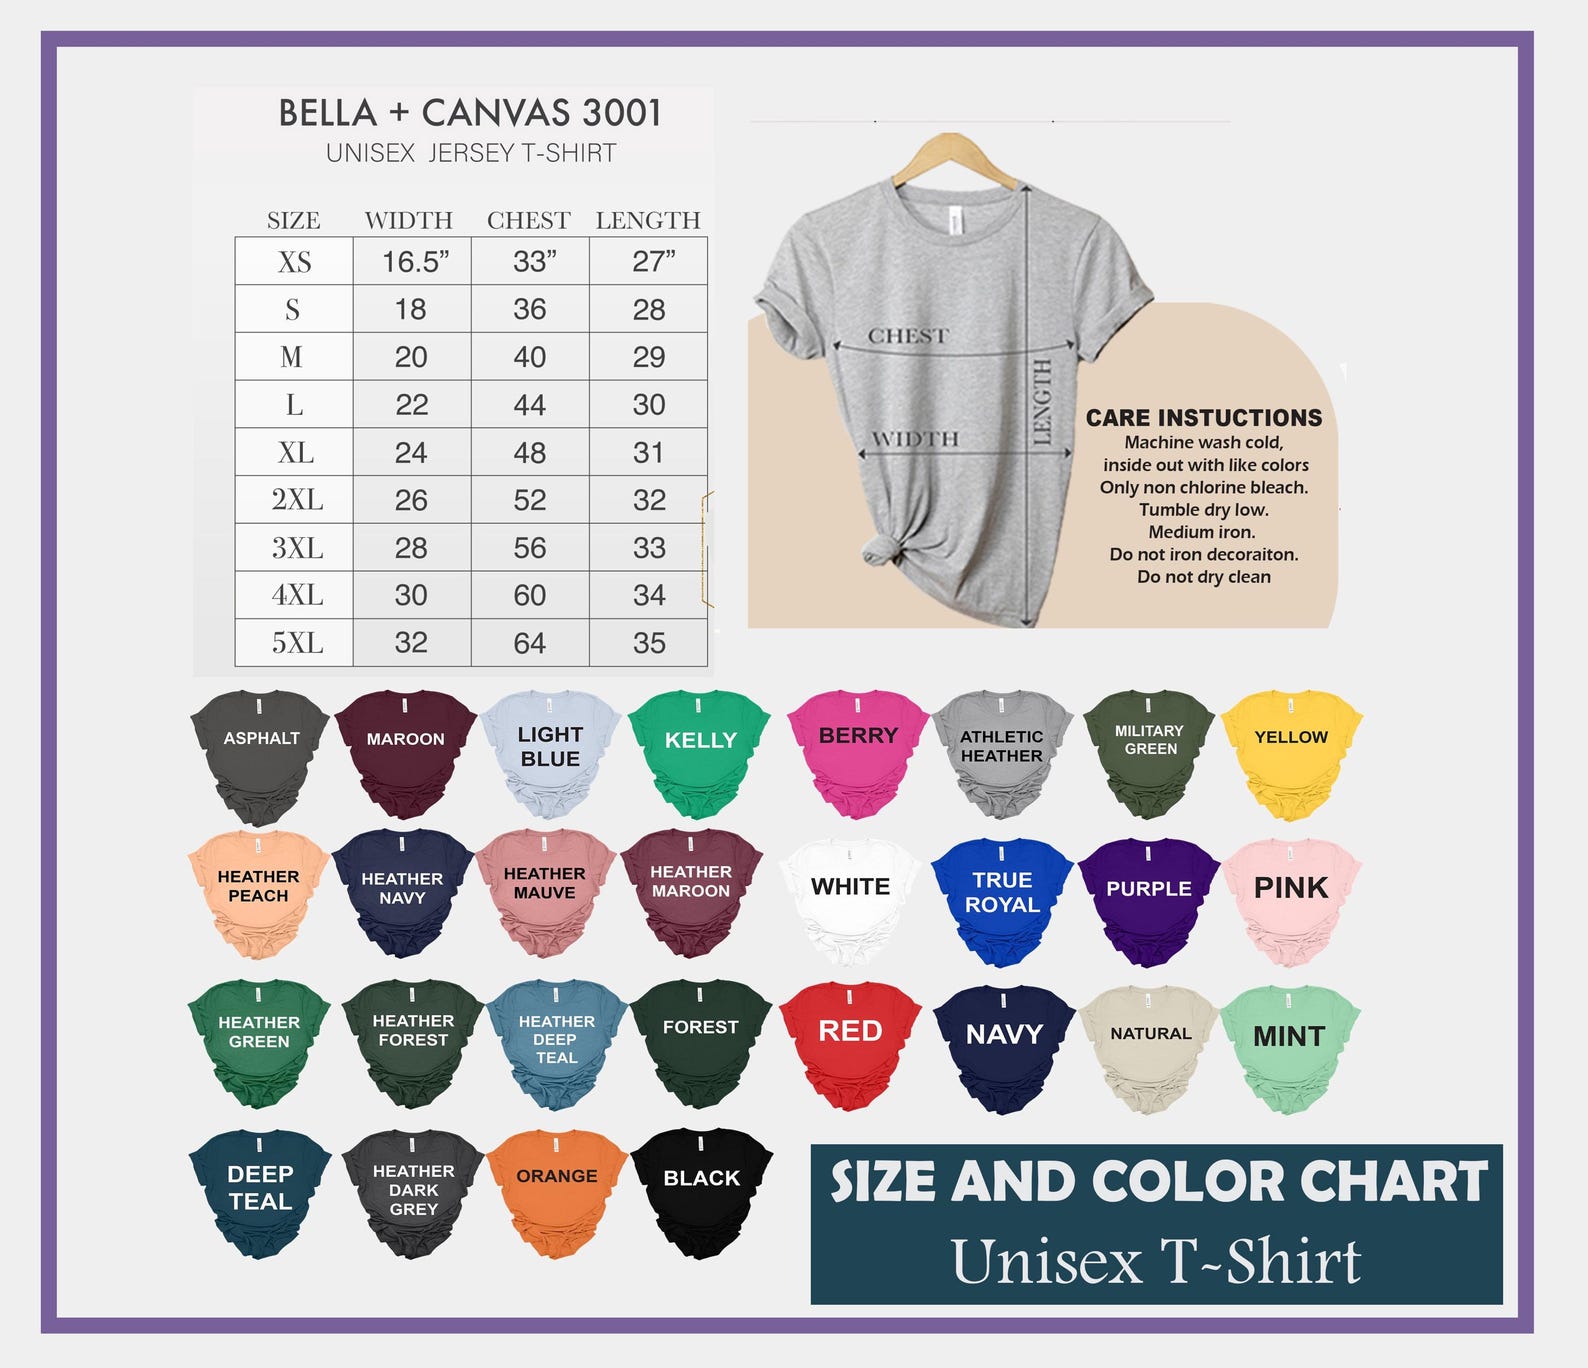 BELLA + CANVAS 3001
UNISEX JERSEY T-SHIRT
SIZE WIDTH CHEST LENGTH
XS 16.5” 33” 27”
S 18 36 28
M 20 40 29
L 22 44 30
XL 24 48 31
2XL 26 52 32
3XL 28 56 33
4XL 30 60 34
5XL 32 64 35
CHEST
WIDTH
LENGTH
CARE INSTUCTIONS
Machine wash cold,
inside out with like colors
Only non chlorine bleach.
Tumble dry low.
Medium iron.
Do not iron decoraiton.
Do not dry clean
ASPHALT
MAROON
LIGHT
BLUE
KELLY
BERRY
ATHLETIC
HEATHER
MILITARY
GREEN
YELLOW
HEATHER
PEACH
HEATHER
NAVY
HEATHER
MAUVE
HEATHER
MAROON
WHITE
TRUE
ROYAL
PURPLE
PINK
HEATHER
GREEN
HEATHER
FOREST
HEATHER
DEEP
TEAL
FOREST
RED
NAVY
NATURAL
MINT
DEEP
TEAL
HEATHER
DARK
GREY
ORANGE
BLACK
SIZE AND COLOR CHART
Unisex T-Shirt